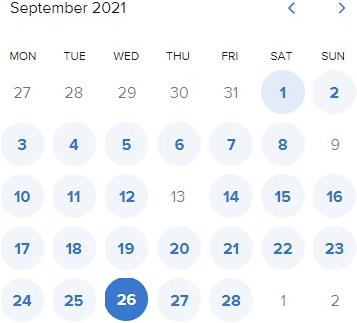 September 2021
MON TUE WED THU FRI SAT SUN
27 28 29 30 31 1 2
3 4 5 6 7 8 9
10 11 12 13 14 15 16
17 18 19 20 21 22 23
24 25 26 27 28 1 2